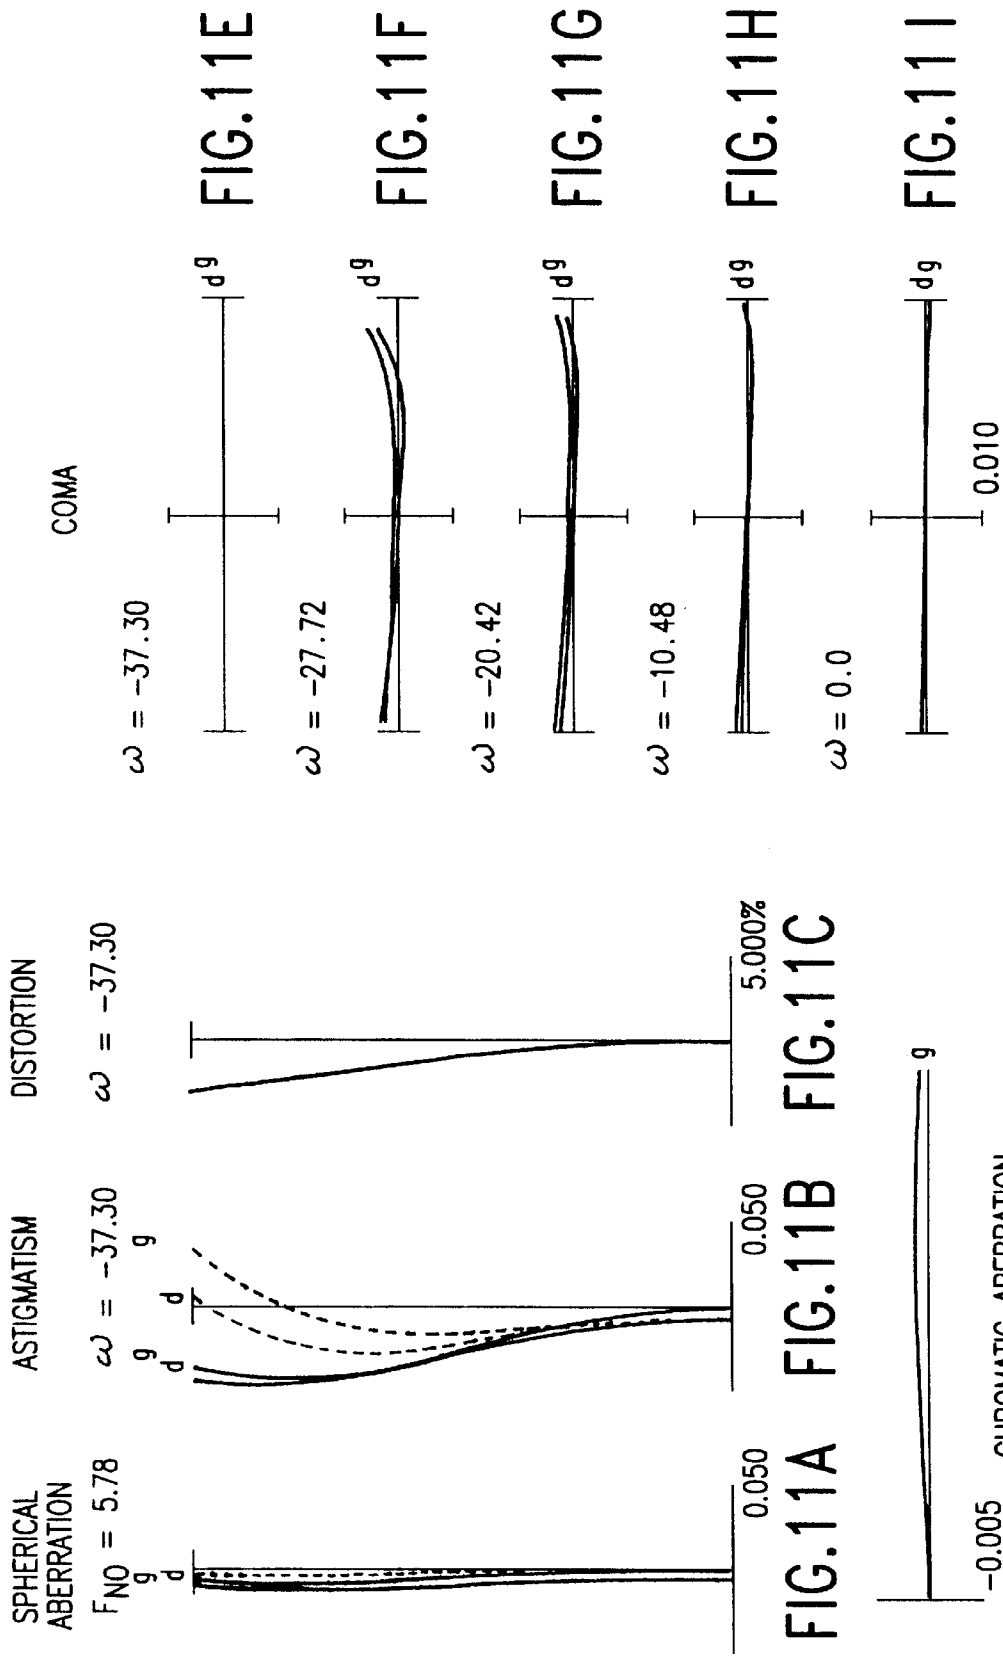 SPHERICAL
ABERRATION
F_NO = 5.78
g
d
0.050
FIG.11A
ASTIGMATISM
ω = -37.30
g
d
d
g
0.050
FIG.11B
DISTORTION
ω = -37.30
5.000%
FIG.11C
g
-0.005
CHROMATIC ABERRATION
COMA
ω = -37.30
d g
FIG.11E
ω = -27.72
d g
FIG.11F
ω = -20.42
d g
FIG.11G
ω = -10.48
d g
FIG.11H
ω = 0.0
d g
0.010
FIG.11I